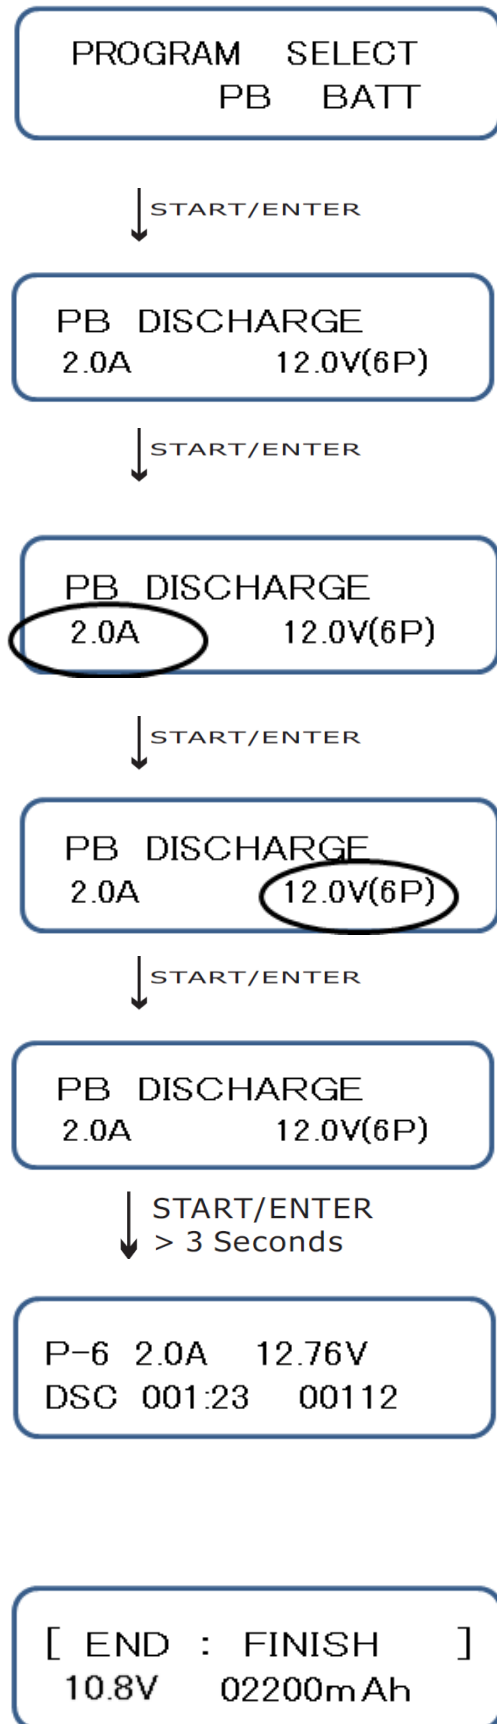 PROGRAM SELECT
PB BATT
START/ENTER
PB DISCHARGE
2.0A 12.0V(6P)
START/ENTER
PB DISCHARGE
2.0A 12.0V(6P)
START/ENTER
PB DISCHARGE
2.0A 12.0V(6P)
START/ENTER
PB DISCHARGE
2.0A 12.0V(6P)
START/ENTER
> 3 Seconds
P-6 2.0A 12.76V
DSC 001:23 00112
[ END : FINISH ]
10.8V 02200mAh